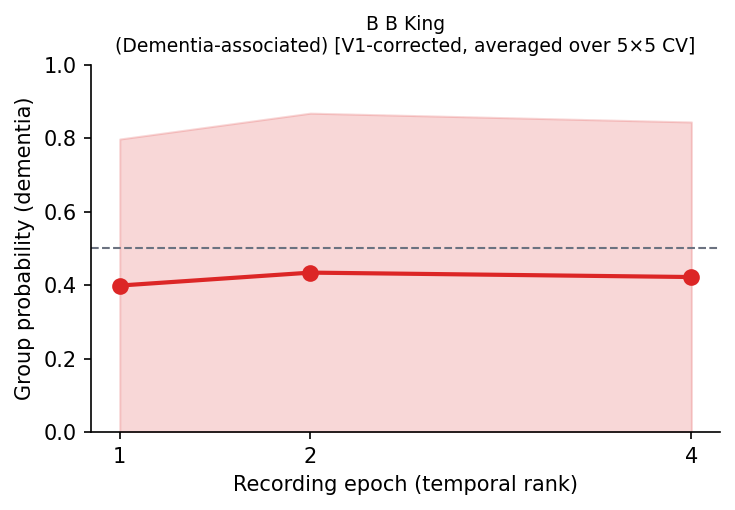 B B King
(Dementia-associated) [V1-corrected, averaged over 5×5 CV]
Group probability (dementia)
1.0
0.8
0.6
0.4
0.2
0.0
1
2
4
Recording epoch (temporal rank)